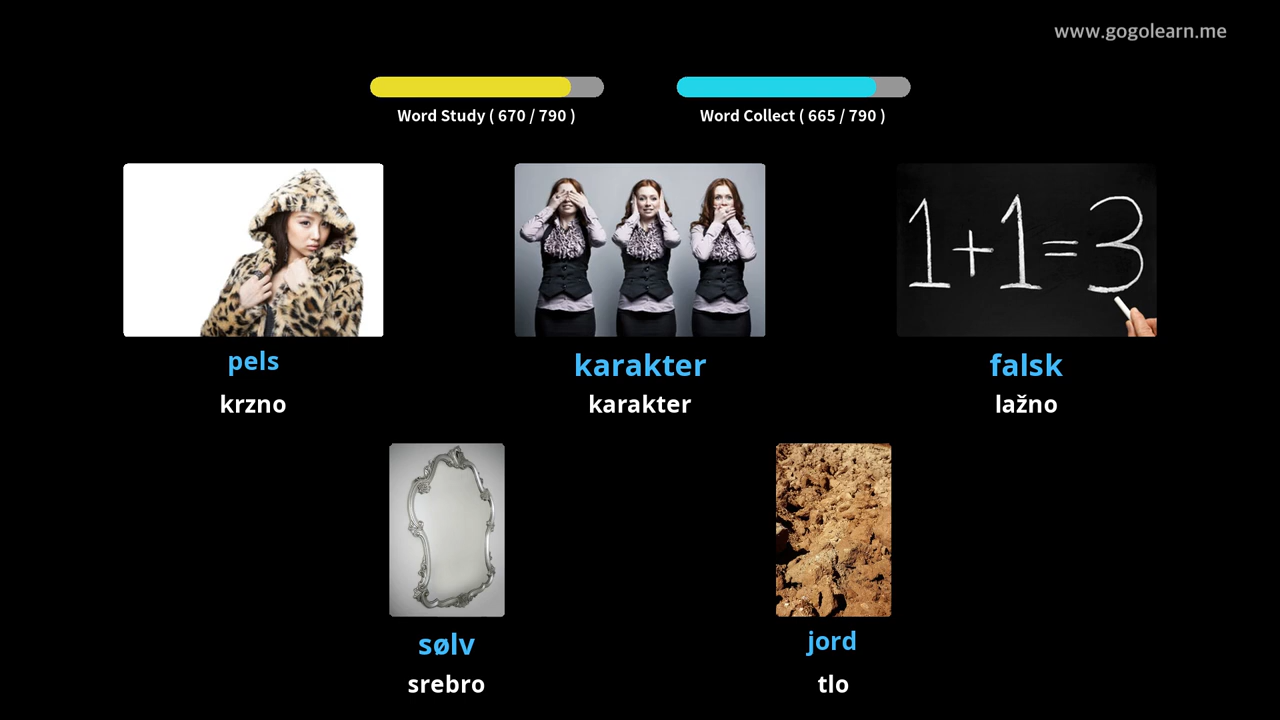 www.gogolearn.me
Word Study ( 670 / 790 )
Word Collect ( 665 / 790 )
1+1=3
pels
krzno
karakter
karakter
falsk
lažno
sølv
srebro
jord
tlo